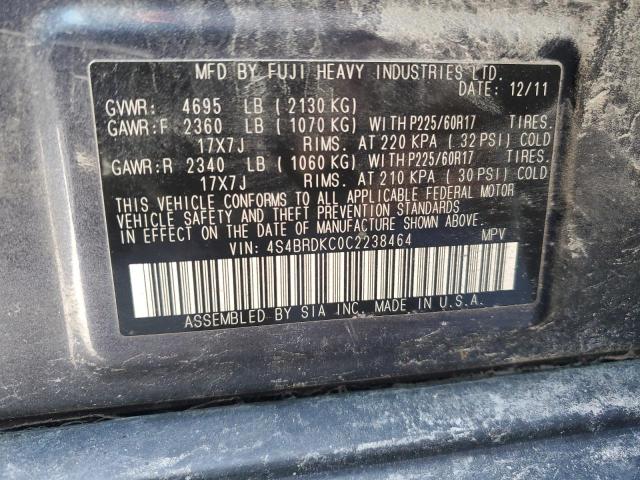 MFD BY FUJI HEAVY INDUSTRIES LTD.
DATE: 12/11
GVWR: 4695 LB ( 2130 KG)
GAWR:F 2360 LB ( 1070 KG) WITH P225/60R17 TIRES.
17X7J RIMS. AT 220 KPA ( 32 PSI) COLD
GAWR:R 2340 LB ( 1060 KG) WITH P225/60R17 TIRES.
17X7J RIMS. AT 210 KPA ( 30 PSI) COLD
THIS VEHICLE CONFORMS TO ALL APPLICABLE FEDERAL MOTOR
VEHICLE SAFETY AND THEFT PREVENTION STANDARDS
IN EFFECT ON THE DATE OF MANUFACTURE SHOWN ABOVE.
VIN: 4S4BRDKC0C2238464 MPV
ASSEMBLED BY SIA INC. MADE IN U.S.A.